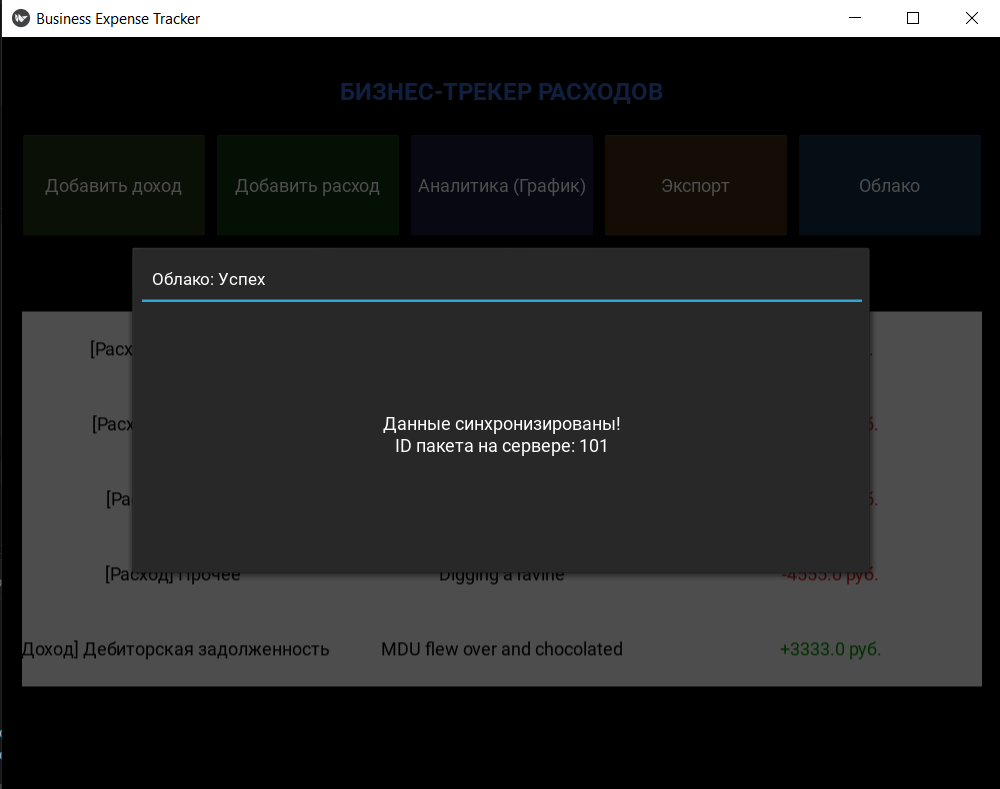 Business Expense Tracker
БИЗНЕС-ТРЕКЕР РАСХОДОВ
Добавить доход
Добавить расход
Аналитика (График)
Экспорт
Облако
Облако: Успех
Данные синхронизированы!
ID пакета на сервере: 101
[Расход] Прочее
Digging a ravine
-4555.0 руб.
Доход] Дебиторская задолженность
MDU flew over and chocolated
+3333.0 руб.